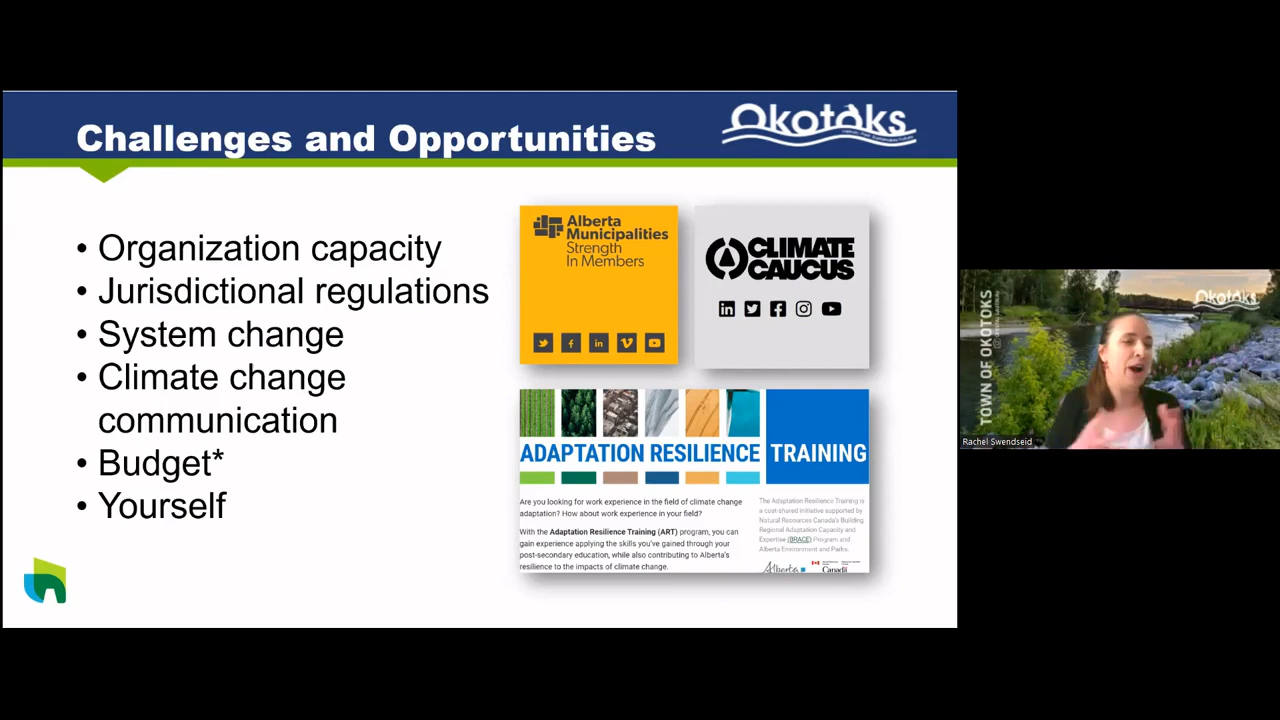 Challenges and Opportunities
Okotoks
• Organization capacity
• Jurisdictional regulations
• System change
• Climate change
communication
• Budget*
• Yourself
Alberta
Municipalities
Strength
In Members
CLIMATE
CAUCUS
ADAPTATION RESILIENCE TRAINING
Are you looking for work experience in the field of climate change
adaptation? How about work experience in your field?
With the Adaptation Resilience Training (ART) program, you can
gain experience applying the skills you've gained through your
post-secondary education, while also contributing to Alberta's
resilience to the impacts of climate change.
The Adaptation Resilience Training is
a cost-shared initiative supported by
Natural Resources Canada's Building
Regional Adaptation Capacity and
Expertise (BRACE) Program and
Alberta Environment and Parks.
Alberta
Canada
TOWN OF OKOTOKS
Okotoks
Rachel Swendseid